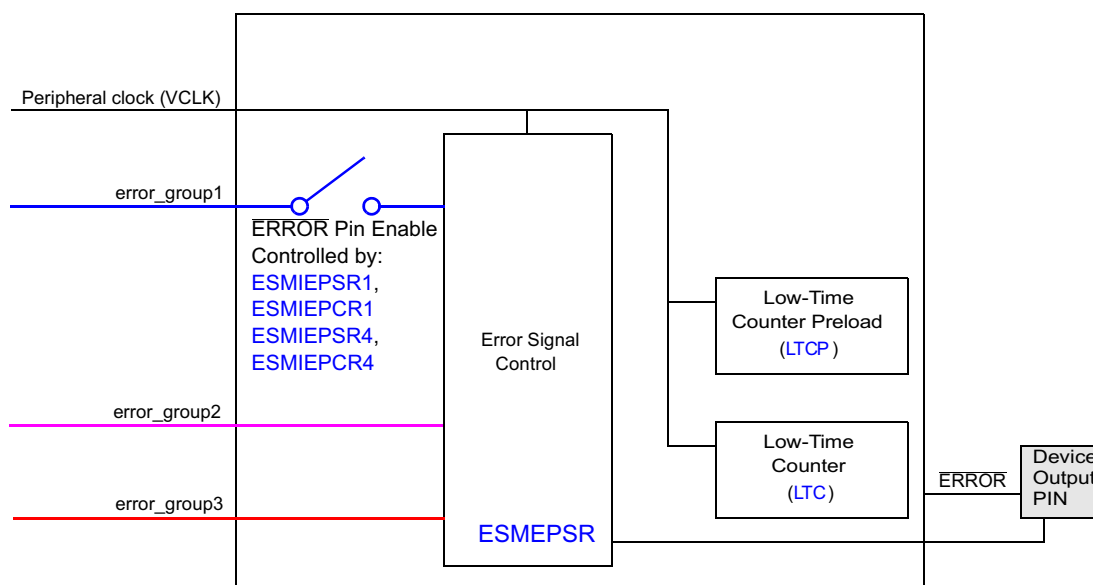 Peripheral clock (VCLK)
error_group1
ERROR Pin Enable
Controlled by:
ESMIEPSR1,
ESMIEPCR1
ESMIEPSR4,
ESMIEPCR4
error_group2
error_group3
Error Signal
Control
ESMEPSR
Low-Time
Counter Preload
(LTCP)
Low-Time
Counter
(LTC)
ERROR
Device
Output
PIN